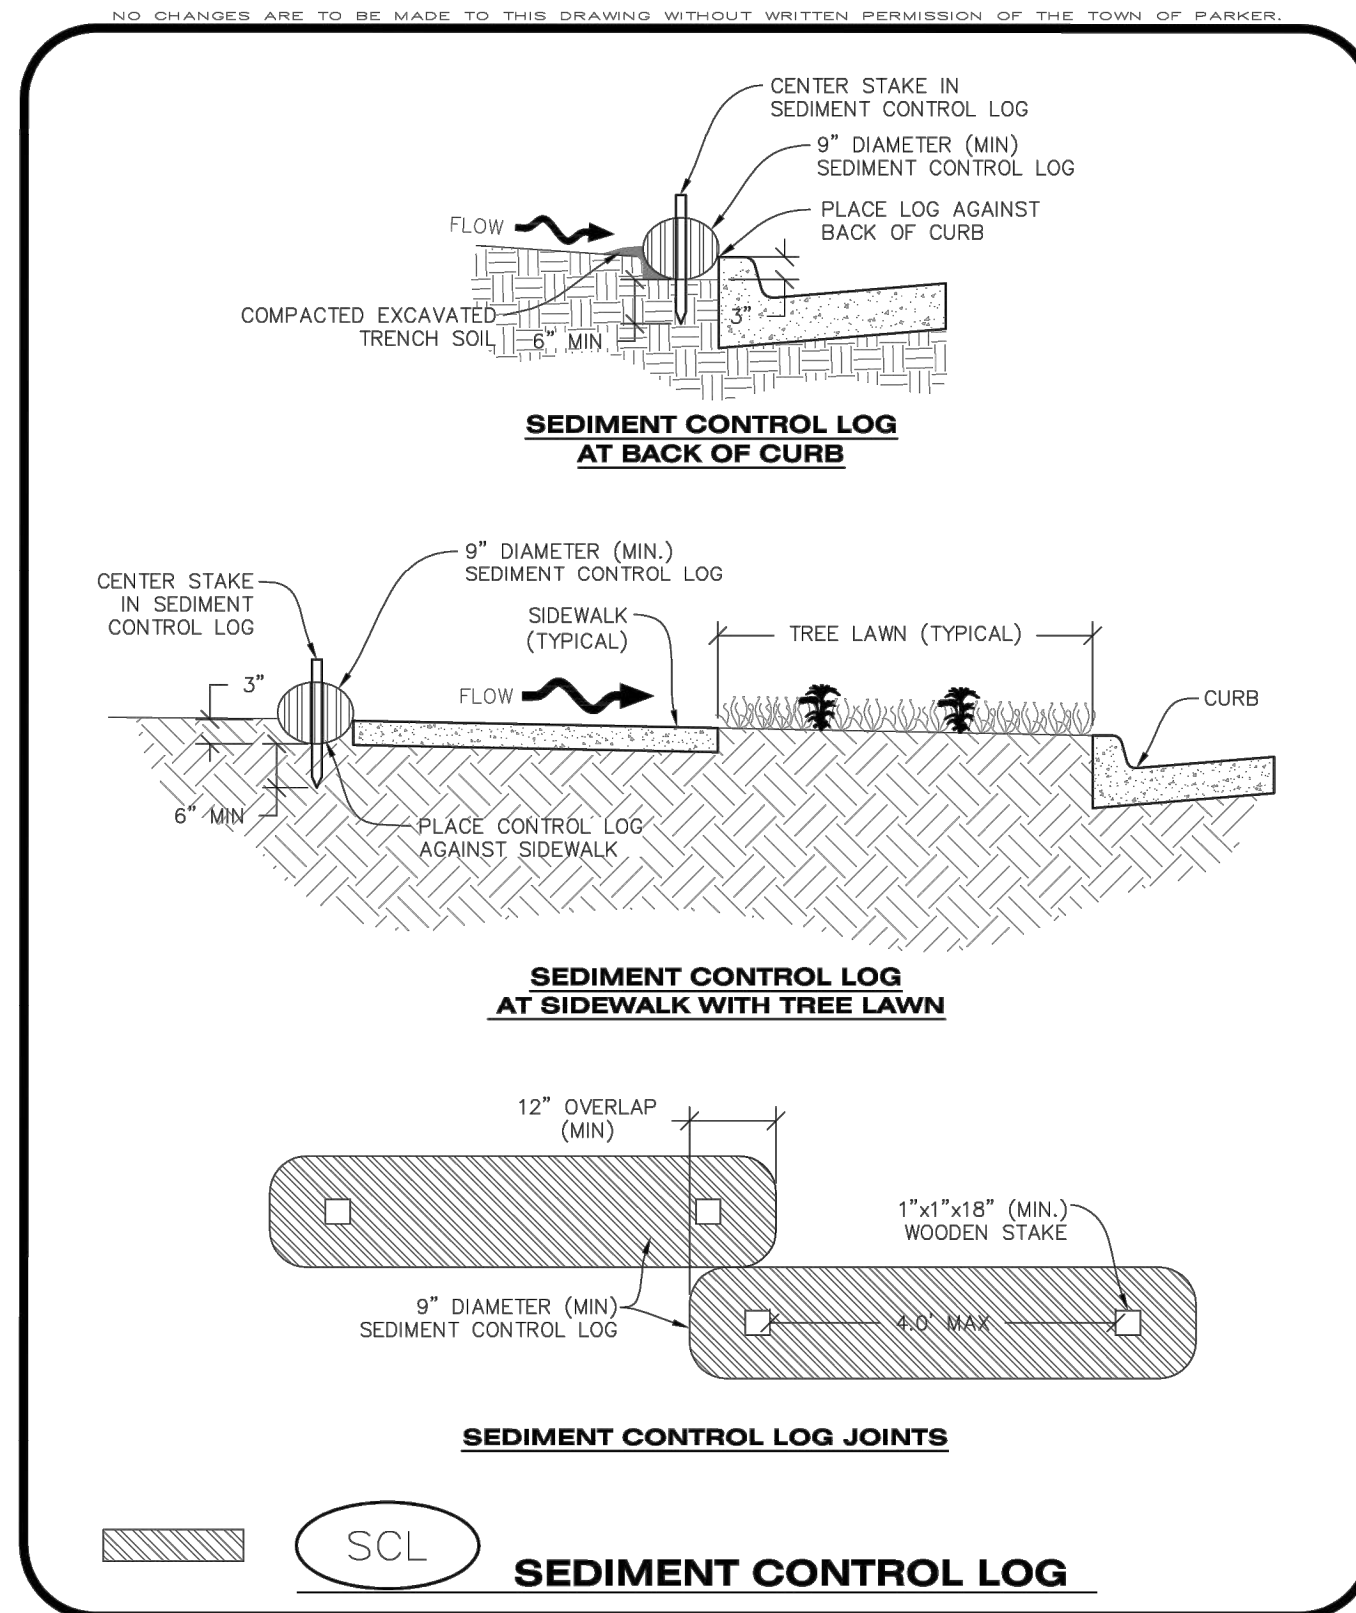 NO CHANGES ARE TO BE MADE TO THIS DRAWING WITHOUT WRITTEN PERMISSION OF THE TOWN OF PARKER.
CENTER STAKE IN
SEDIMENT CONTROL LOG
9" DIAMETER (MIN)
SEDIMENT CONTROL LOG
PLACE LOG AGAINST
BACK OF CURB
FLOW
COMPACTED EXCAVATED
TRENCH SOIL
6" MIN
3"
SEDIMENT CONTROL LOG
AT BACK OF CURB
9" DIAMETER (MIN.)
SEDIMENT CONTROL LOG
CENTER STAKE
IN SEDIMENT
CONTROL LOG
SIDEWALK
(TYPICAL)
TREE LAWN (TYPICAL)
3"
FLOW
CURB
6" MIN
PLACE CONTROL LOG
AGAINST SIDEWALK
SEDIMENT CONTROL LOG
AT SIDEWALK WITH TREE LAWN
12" OVERLAP
(MIN)
1"x1"x18" (MIN.)
WOODEN STAKE
9" DIAMETER (MIN)
SEDIMENT CONTROL LOG
4.0' MAX
SEDIMENT CONTROL LOG JOINTS
SCL
SEDIMENT CONTROL LOG